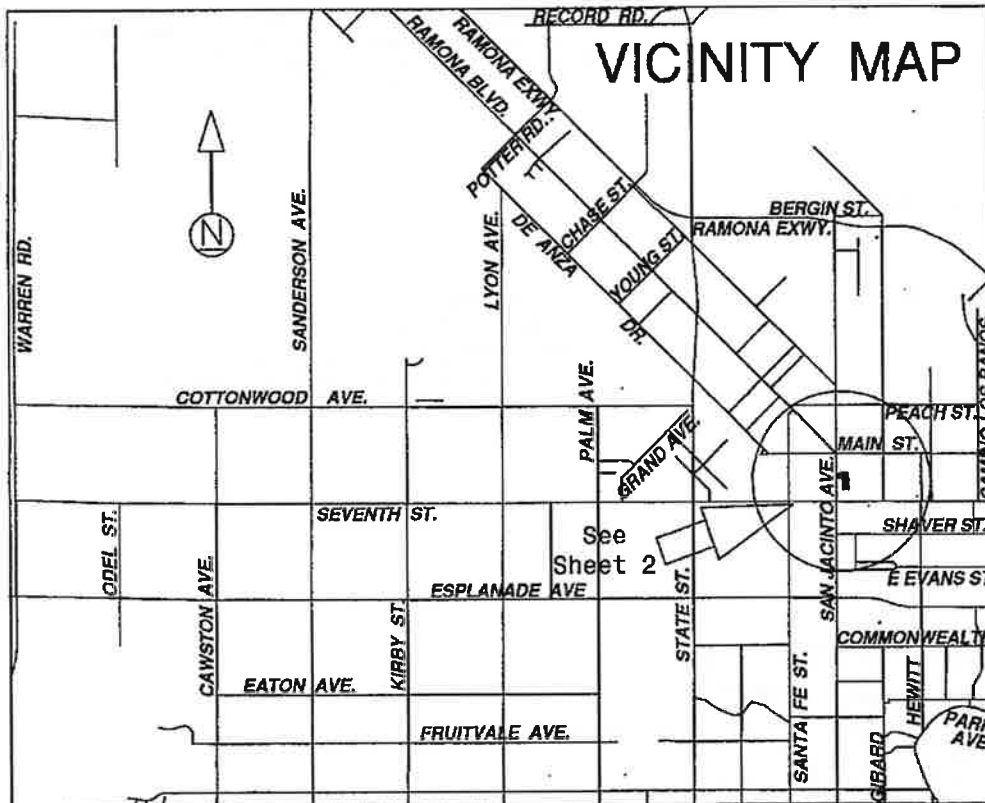 RECORD RD.
VICINITY MAP
RAMONA EXWY.
RAMONA BLVD.
POTTER RD.
CHASE ST.
BERGIN ST.
RAMONA EXWY.
DE ANZA
DR.
YOUNG ST.
LYON AVE.
N
WARREN RD.
SANDERSON AVE.
COTTONWOOD AVE.
PALM AVE.
GRAND AVE.
PEACH ST.
MAIN ST.
SAN JACINTO AVE.
SEVENTH ST.
See
Sheet 2
SHAVER ST.
E EVANS ST
ODEL ST.
CAWSTON AVE.
ESPLANADE AVE
KIRBY ST.
STATE ST.
COMMONWEALTH
EATON AVE.
FRUITVALE AVE.
SANTA FE ST.
GIRARD
HEWITT
PARK
AVE